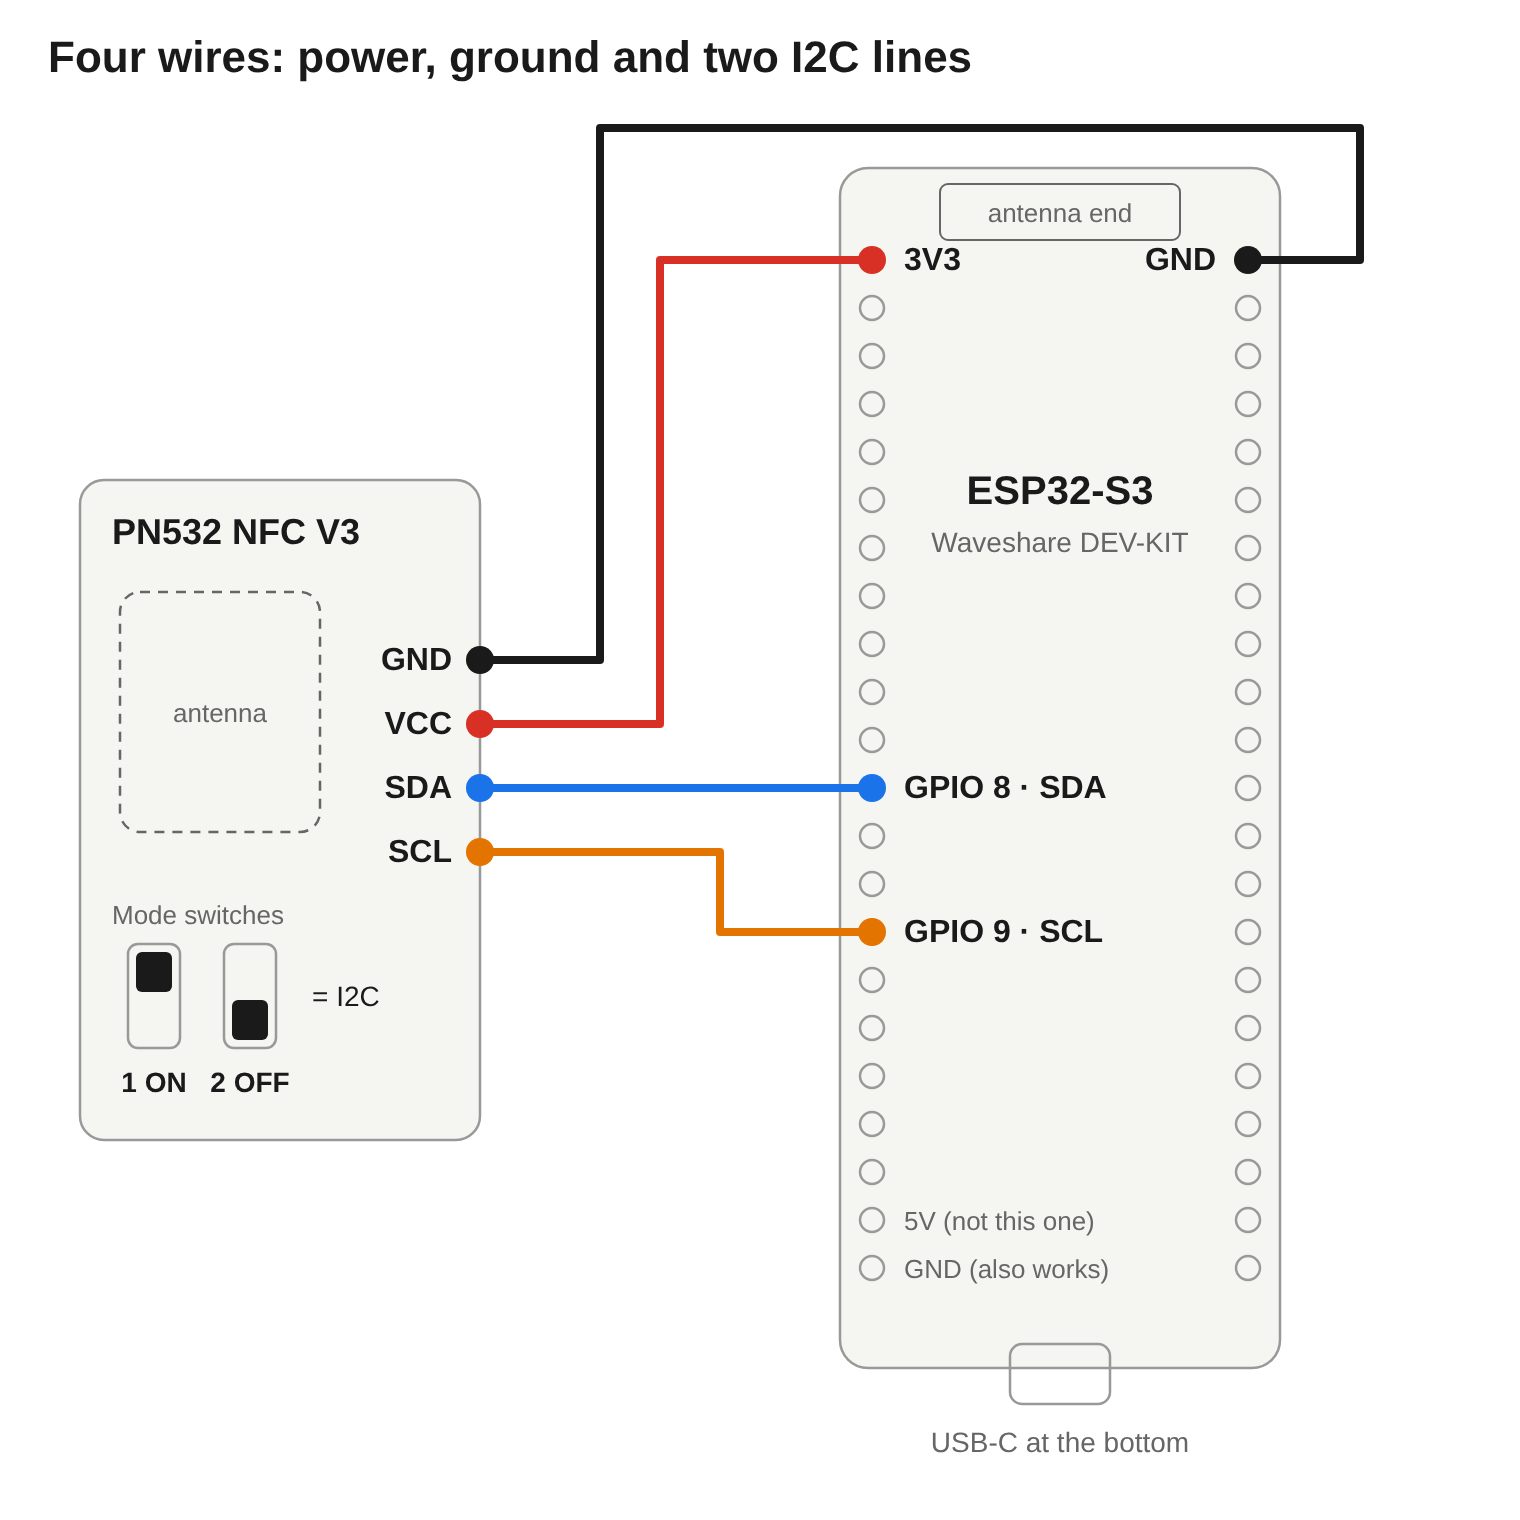 Four wires: power, ground and two I2C lines
antenna end
3V3
GND
ESP32-S3
Waveshare DEV-KIT
PN532 NFC V3
antenna
GND
VCC
SDA
SCL
GPIO 8 · SDA
GPIO 9 · SCL
Mode switches
= I2C
1 ON
2 OFF
5V (not this one)
GND (also works)
USB-C at the bottom